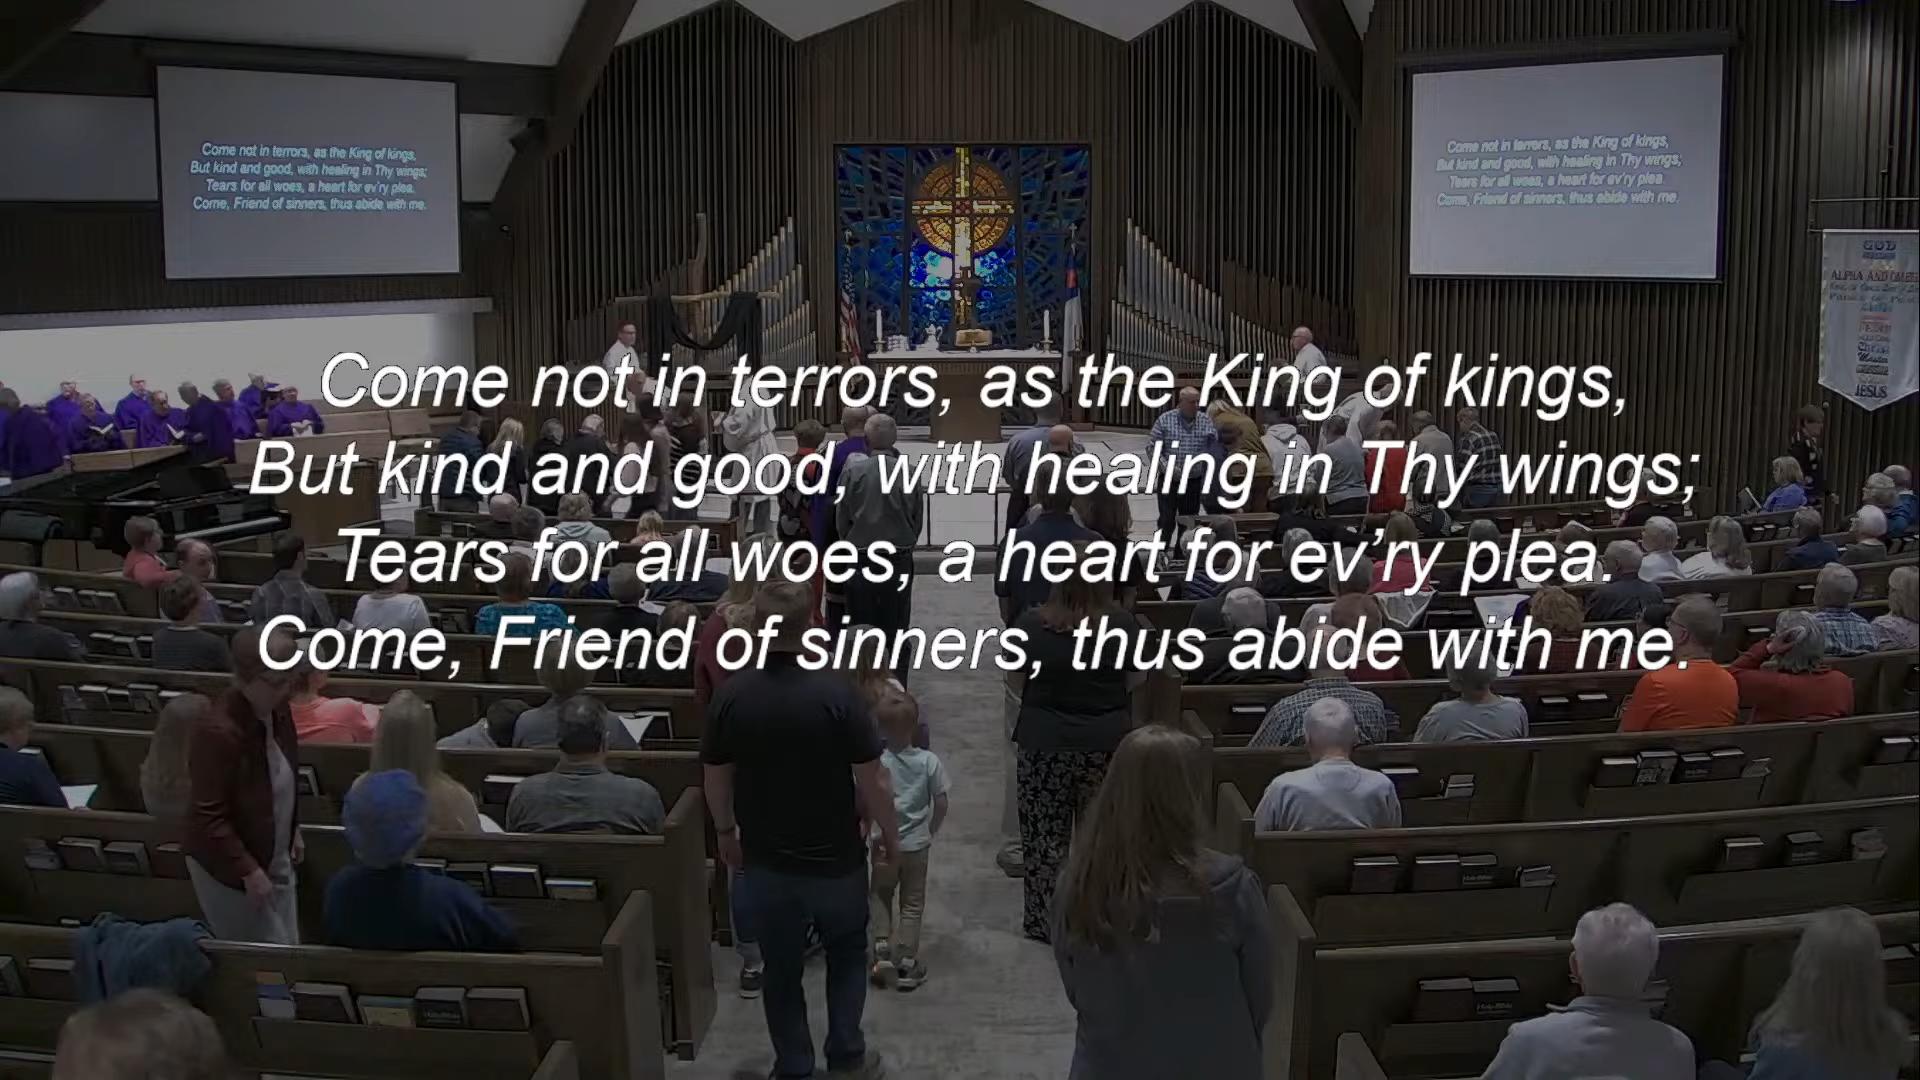 Come not in terrors, as the King of kings,
But kind and good, with healing in Thy wings;
Tears for all woes, a heart for ev'ry plea.
Come, Friend of sinners, thus abide with me.
Come not in terrors, as the King of kings,
But kind and good, with healing in Thy wings;
Tears for all woes, a heart for ev'ry plea.
Come, Friend of sinners, thus abide with me.
GOD
ALPHA AND OMEGA
JESUS
Come not in terrors, as the King of kings,
But kind and good, with healing in Thy wings;
Tears for all woes, a heart for ev’ry plea.
Come, Friend of sinners, thus abide with me.